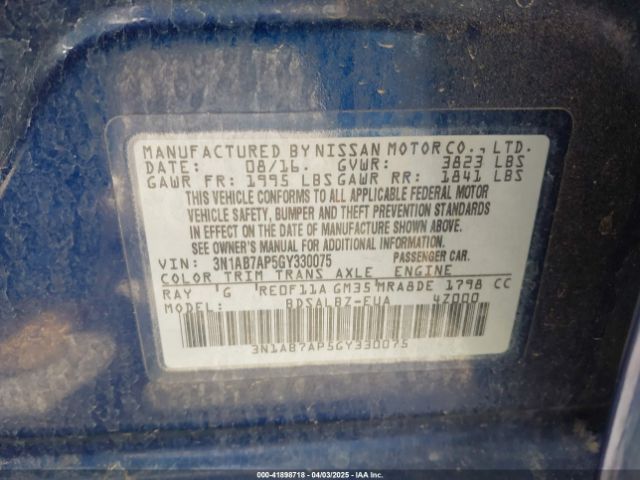 MANUFACTURED BY NISSAN MOTOR CO., LTD.
DATE: 08/16. GVWR: 3823 LBS
GAWR FR: 1995 LBS GAWR RR: 1841 LBS
THIS VEHICLE CONFORMS TO ALL APPLICABLE FEDERAL MOTOR
VEHICLE SAFETY, BUMPER AND THEFT PREVENTION STANDARDS
IN EFFECT ON THE DATE OF MANUFACTURE SHOWN ABOVE.
SEE OWNER'S MANUAL FOR ADDITIONAL INFORMATION.
VIN: 3N1AB7AP5GY330075 PASSENGER CAR.
COLOR TRIM TRANS AXLE ENGINE
RAY 'G RE0F11A GM35 MRA8DE 1798 CC
MODEL BDSALBZ-EUA 4Z000
3N1AB7AP5GY330075
000-41898718 - 04/03/2025 - IAA Inc.